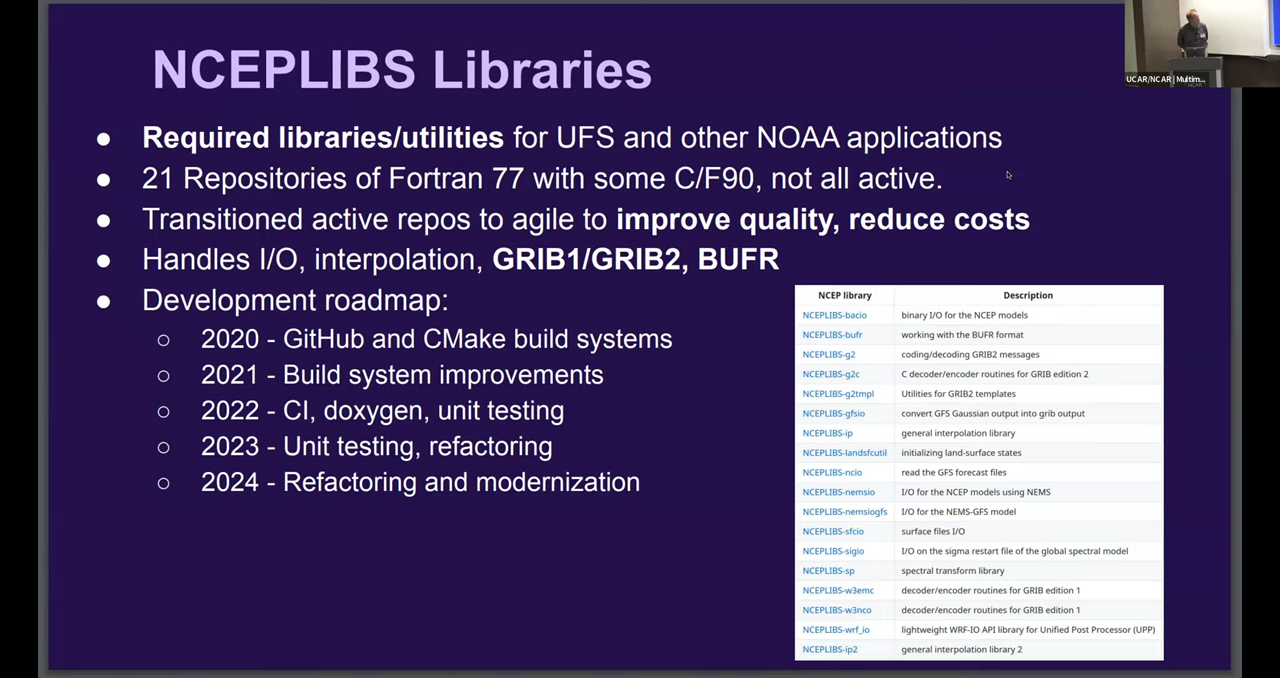 NCEPLIBS Libraries
UCAR/NCAR | Multim...
● Required libraries/utilities for UFS and other NOAA applications
● 21 Repositories of Fortran 77 with some C/F90, not all active.
● Transitioned active repos to agile to improve quality, reduce costs
● Handles I/O, interpolation, GRIB1/GRIB2, BUFR
● Development roadmap:
○ 2020 - GitHub and CMake build systems
○ 2021 - Build system improvements
○ 2022 - CI, doxygen, unit testing
○ 2023 - Unit testing, refactoring
○ 2024 - Refactoring and modernization
NCEP library Description
NCEPLIBS-bacio binary I/O for the NCEP models
NCEPLIBS-bufr working with the BUFR format
NCEPLIBS-g2 coding/decoding GRIB2 messages
NCEPLIBS-g2c C decoder/encoder routines for GRIB edition 2
NCEPLIBS-g2tmpl Utilities for GRIB2 templates
NCEPLIBS-gfsio convert GFS Gaussian output into grib output
NCEPLIBS-ip general interpolation library
NCEPLIBS-landsfcutil initializing land-surface states
NCEPLIBS-ncio read the GFS forecast files
NCEPLIBS-nemsio I/O for the NCEP models using NEMS
NCEPLIBS-nemsiogfs I/O for the NEMS-GFS model
NCEPLIBS-sfcio surface files I/O
NCEPLIBS-sigio I/O on the sigma restart file of the global spectral model
NCEPLIBS-sp spectral transform library
NCEPLIBS-w3emc decoder/encoder routines for GRIB edition 1
NCEPLIBS-w3nco decoder/encoder routines for GRIB edition 1
NCEPLIBS-wrf_io lightweight WRF-IO API library for Unified Post Processor (UPP)
NCEPLIBS-ip2 general interpolation library 2